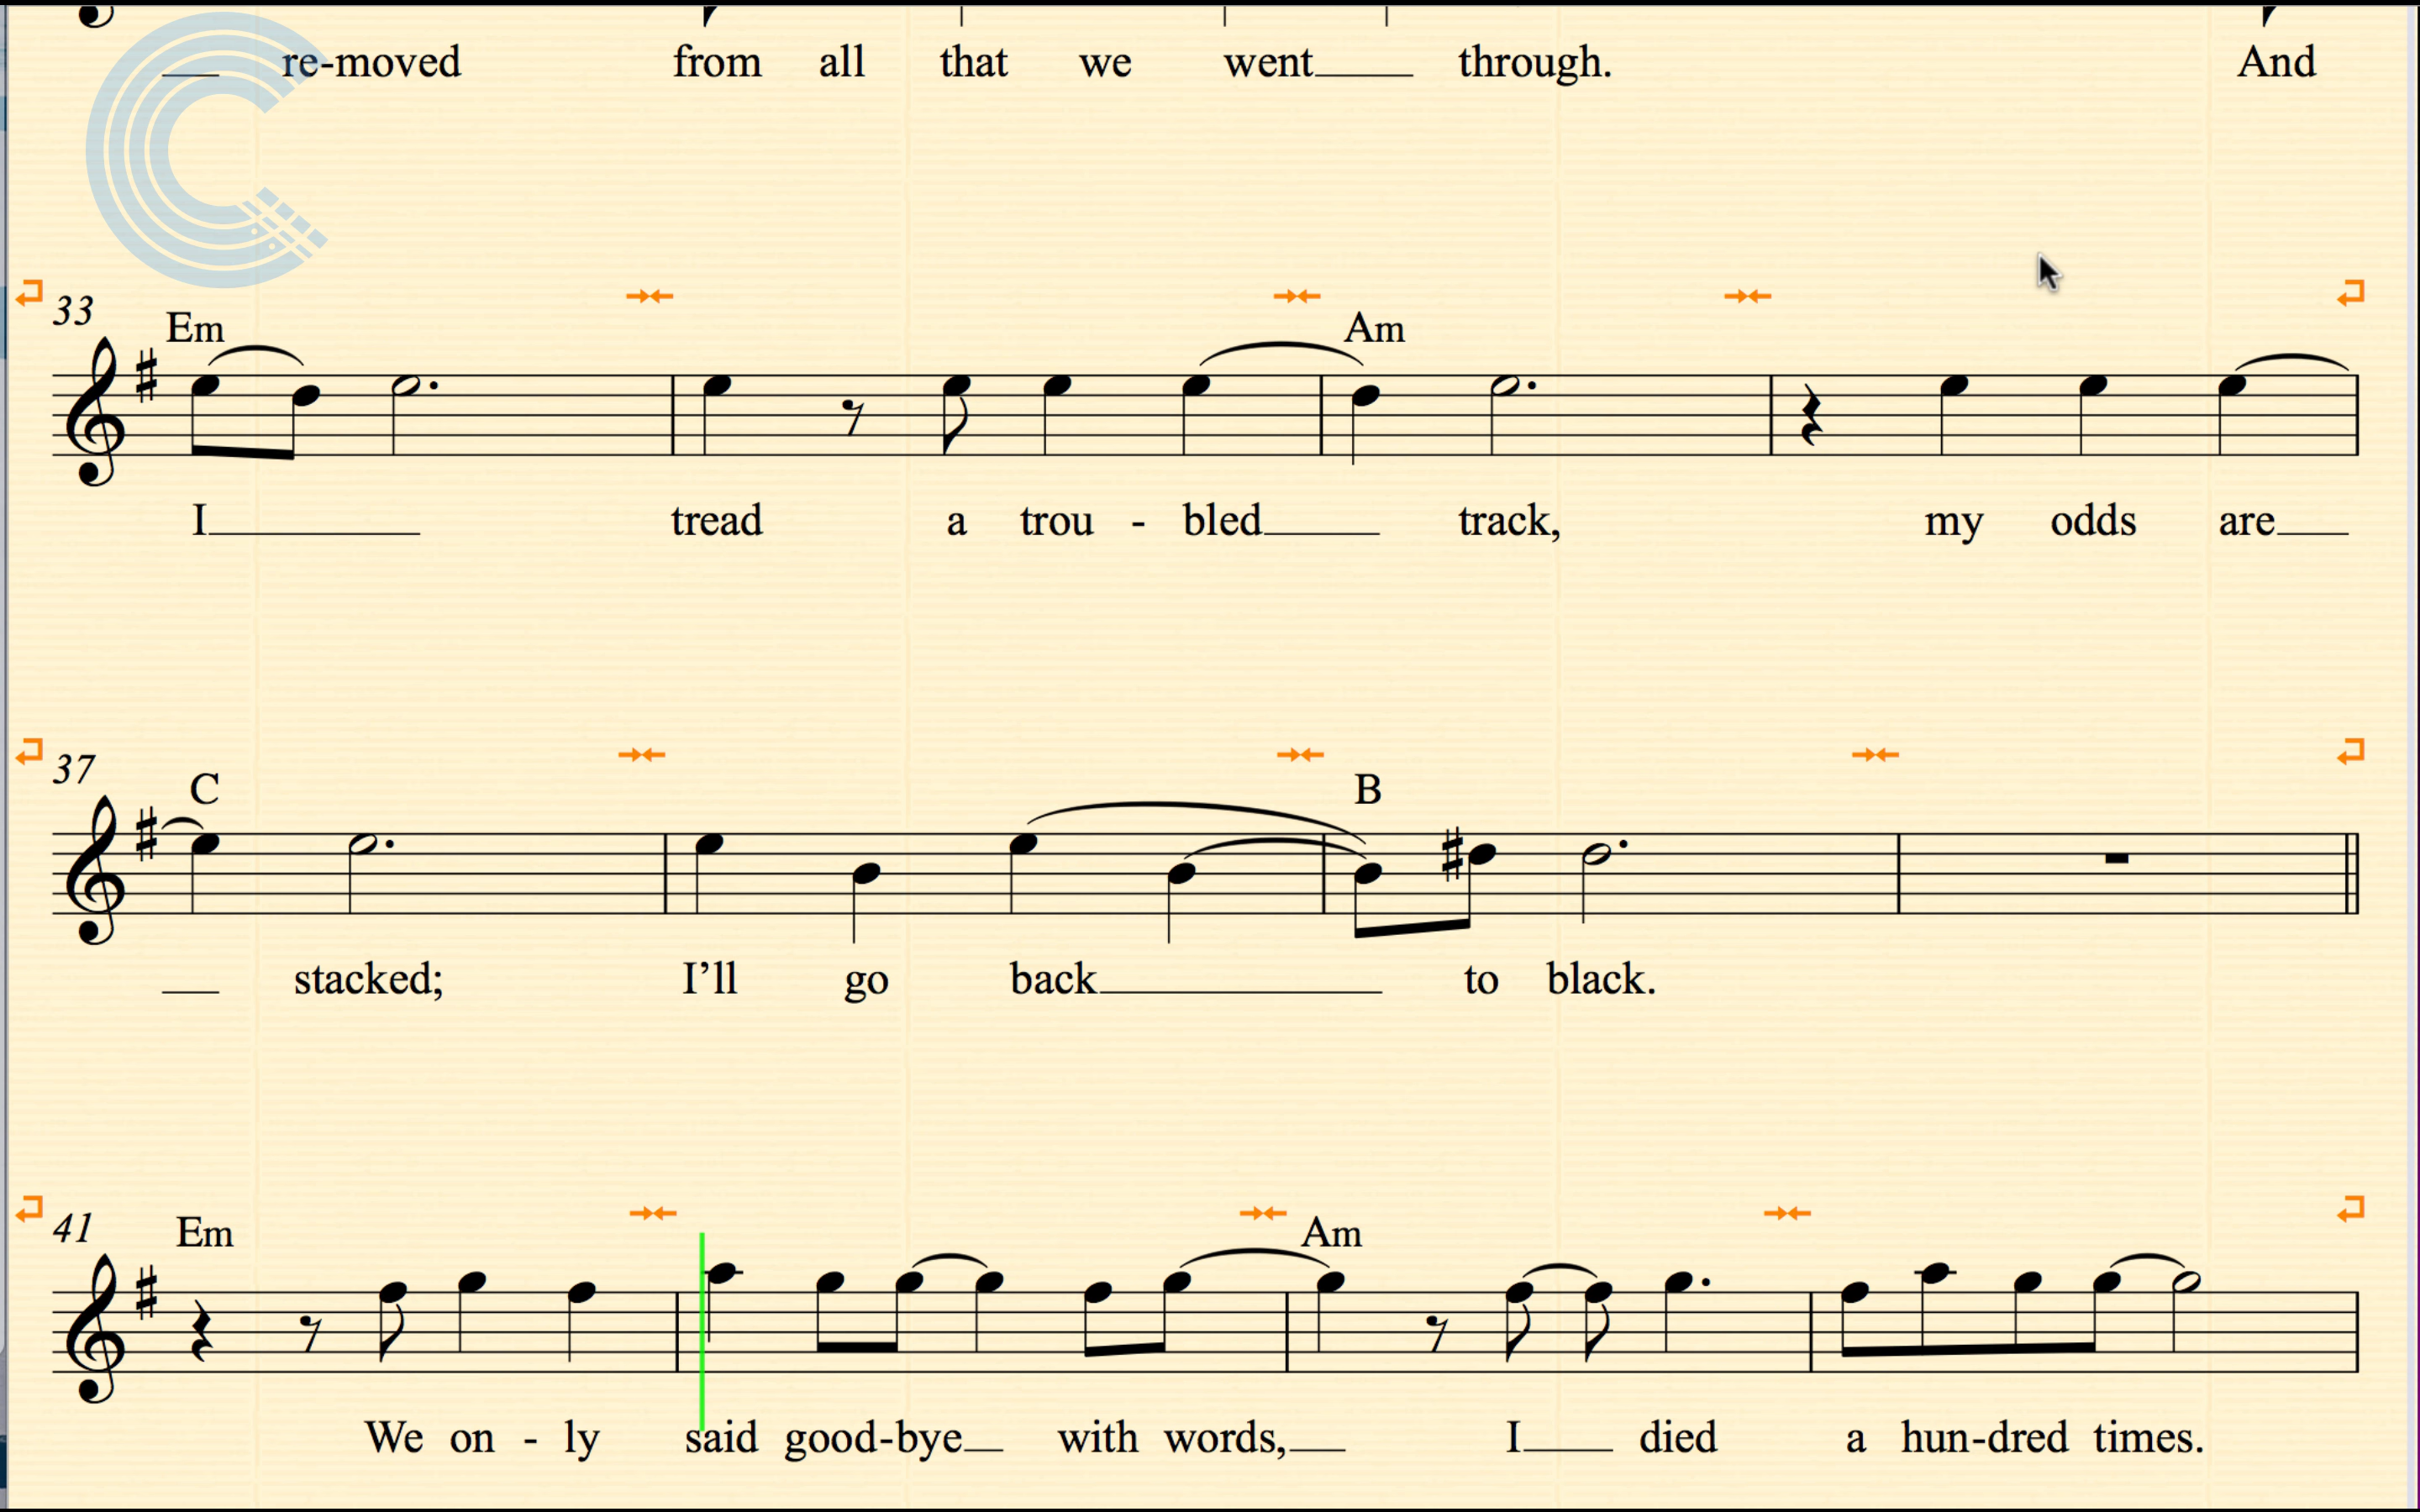 re-moved from all that we went through. And
33
Em Am
I tread a trou - bled track, my odds are
37
C B
stacked; I'll go back to black.
41
Em Am
We on - ly said good-bye with words, I died a hun-dred times.